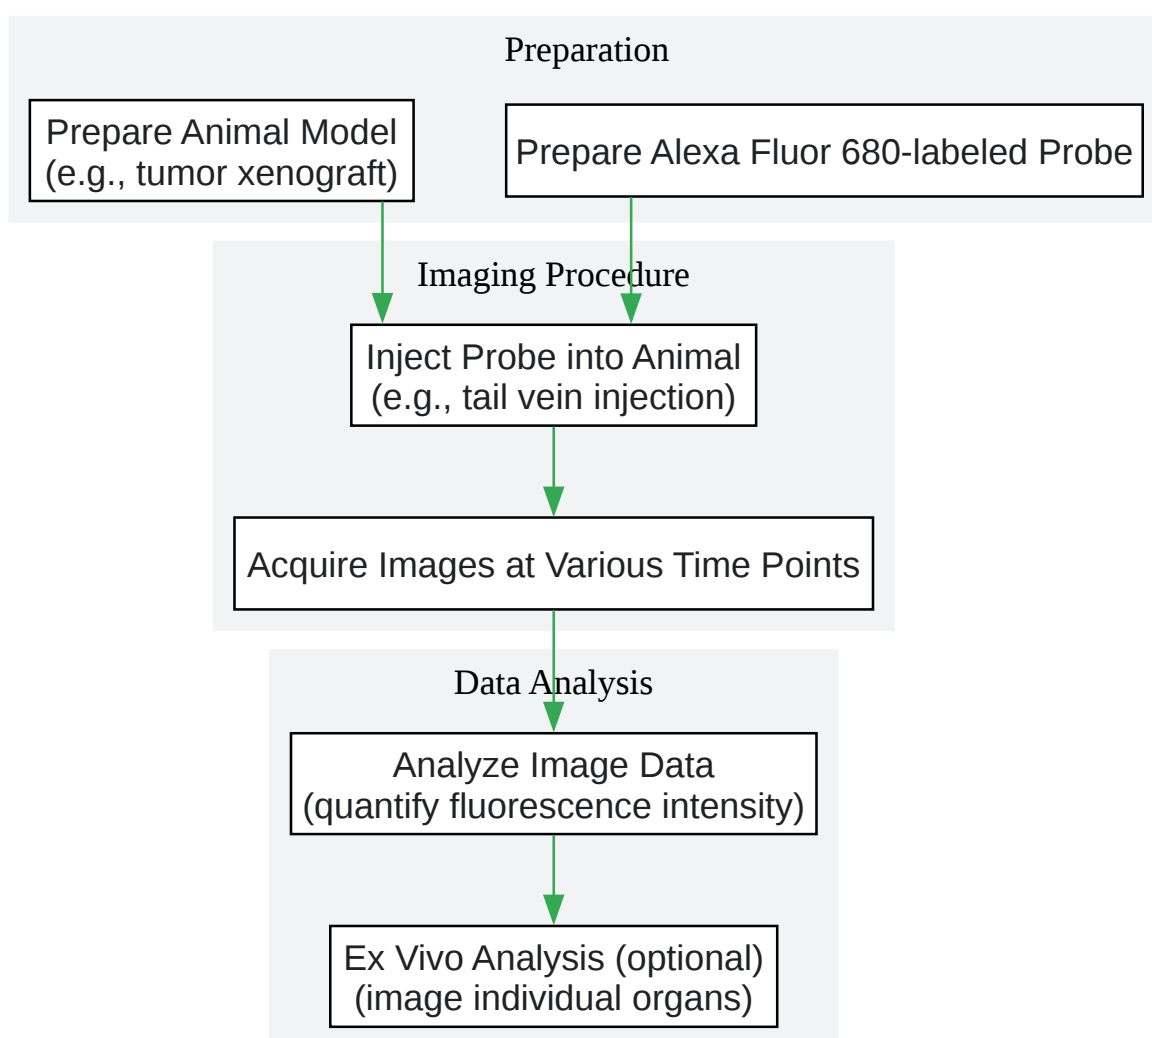 Preparation
Prepare Animal Model
(e.g., tumor xenograft)
Prepare Alexa Fluor 680-labeled Probe
Imaging Procedure
Inject Probe into Animal
(e.g., tail vein injection)
Acquire Images at Various Time Points
Data Analysis
Analyze Image Data
(quantify fluorescence intensity)
Ex Vivo Analysis (optional)
(image individual organs)